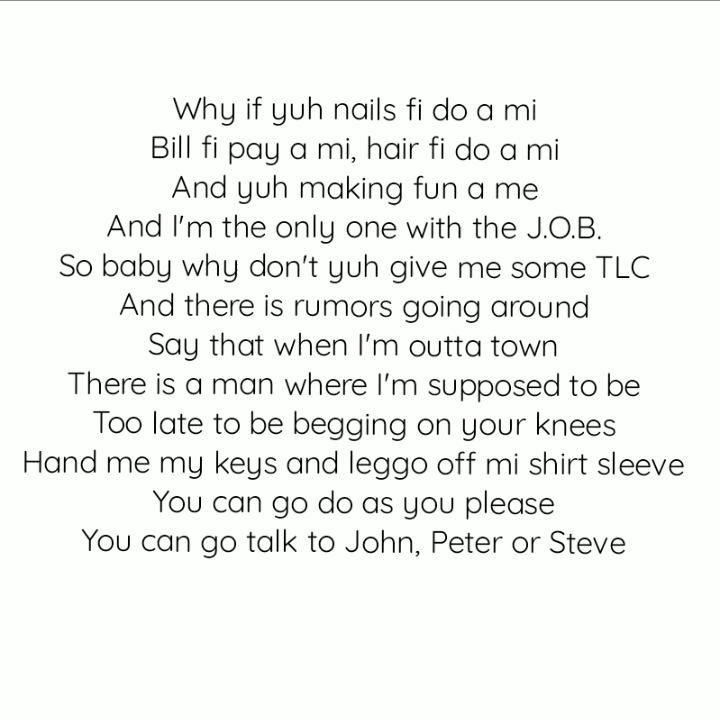 Why if yuh nails fi do a mi
Bill fi pay a mi, hair fi do a mi
And yuh making fun a me
And I'm the only one with the J.O.B.
So baby why don't yuh give me some TLC
And there is rumors going around
Say that when I'm outta town
There is a man where I'm supposed to be
Too late to be begging on your knees
Hand me my keys and leggo off mi shirt sleeve
You can go do as you please
You can go talk to John, Peter or Steve